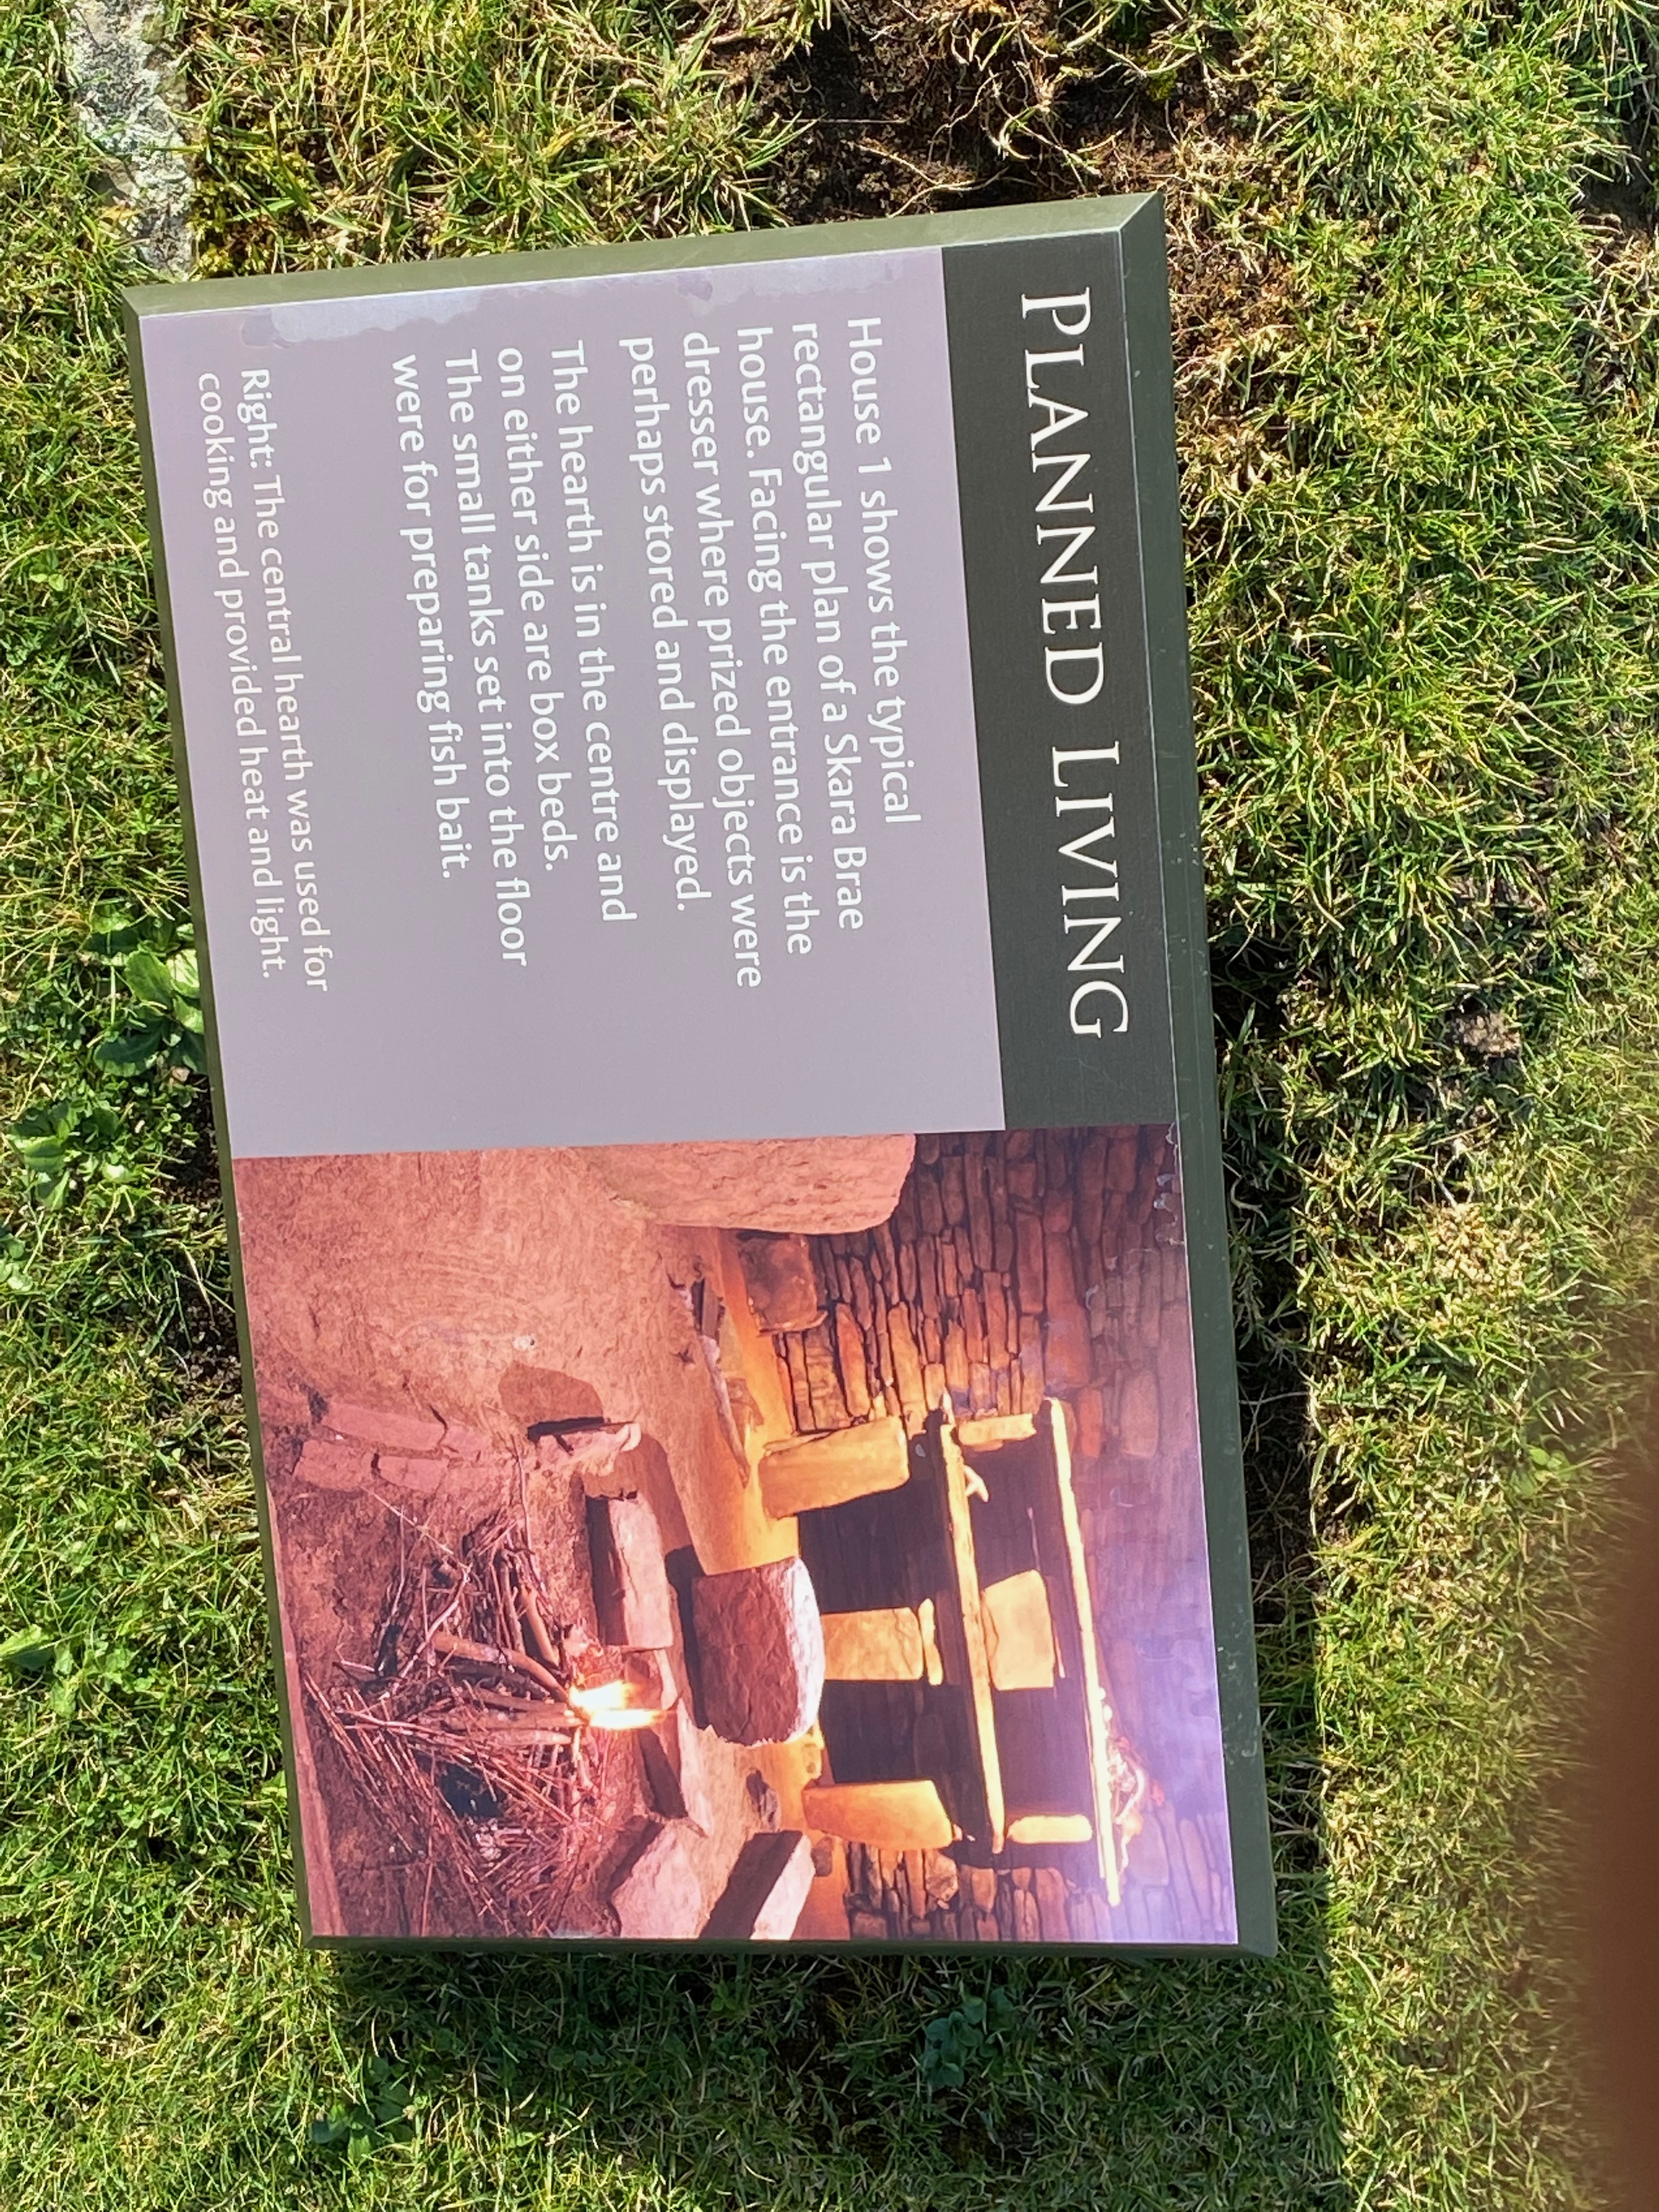 PLANNED LIVING
House 1 shows the typical
rectangular plan of a Skara Brae
house. Facing the entrance is the
dresser where prized objects were
perhaps stored and displayed.
The hearth is in the centre and
on either side are box beds.
The small tanks set into the floor
were for preparing fish bait.
Right: The central hearth was used for
cooking and provided heat and light.